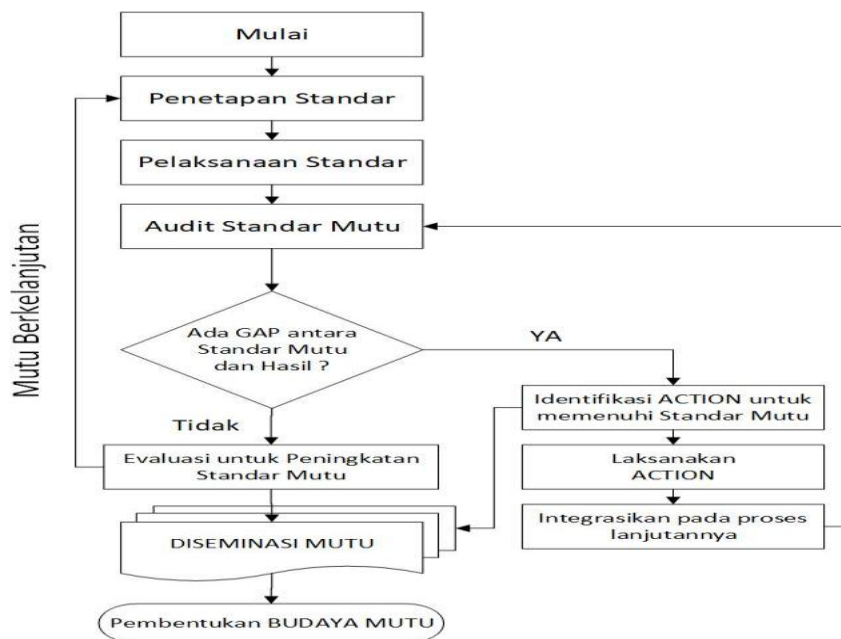 Mulai
Penetapan Standar
Pelaksanaan Standar
Audit Standar Mutu
Mutu Berkelanjutan
Ada GAP antara
Standar Mutu
dan Hasil ?
YA
Tidak
Identifikasi ACTION untuk
memenuhi Standar Mutu
Evaluasi untuk Peningkatan
Standar Mutu
Laksanakan
ACTION
Integrasikan pada proses
lanjutannya
DISEMINASI MUTU
Pembentukan BUDAYA MUTU